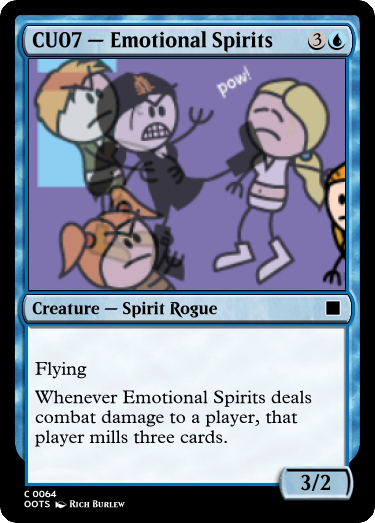 CU07 — Emotional Spirits 3
pow!
Creature — Spirit Rogue
Flying
Whenever Emotional Spirits deals
combat damage to a player, that
player mills three cards.
3/2
C 0064
OOTS Rich Burlew